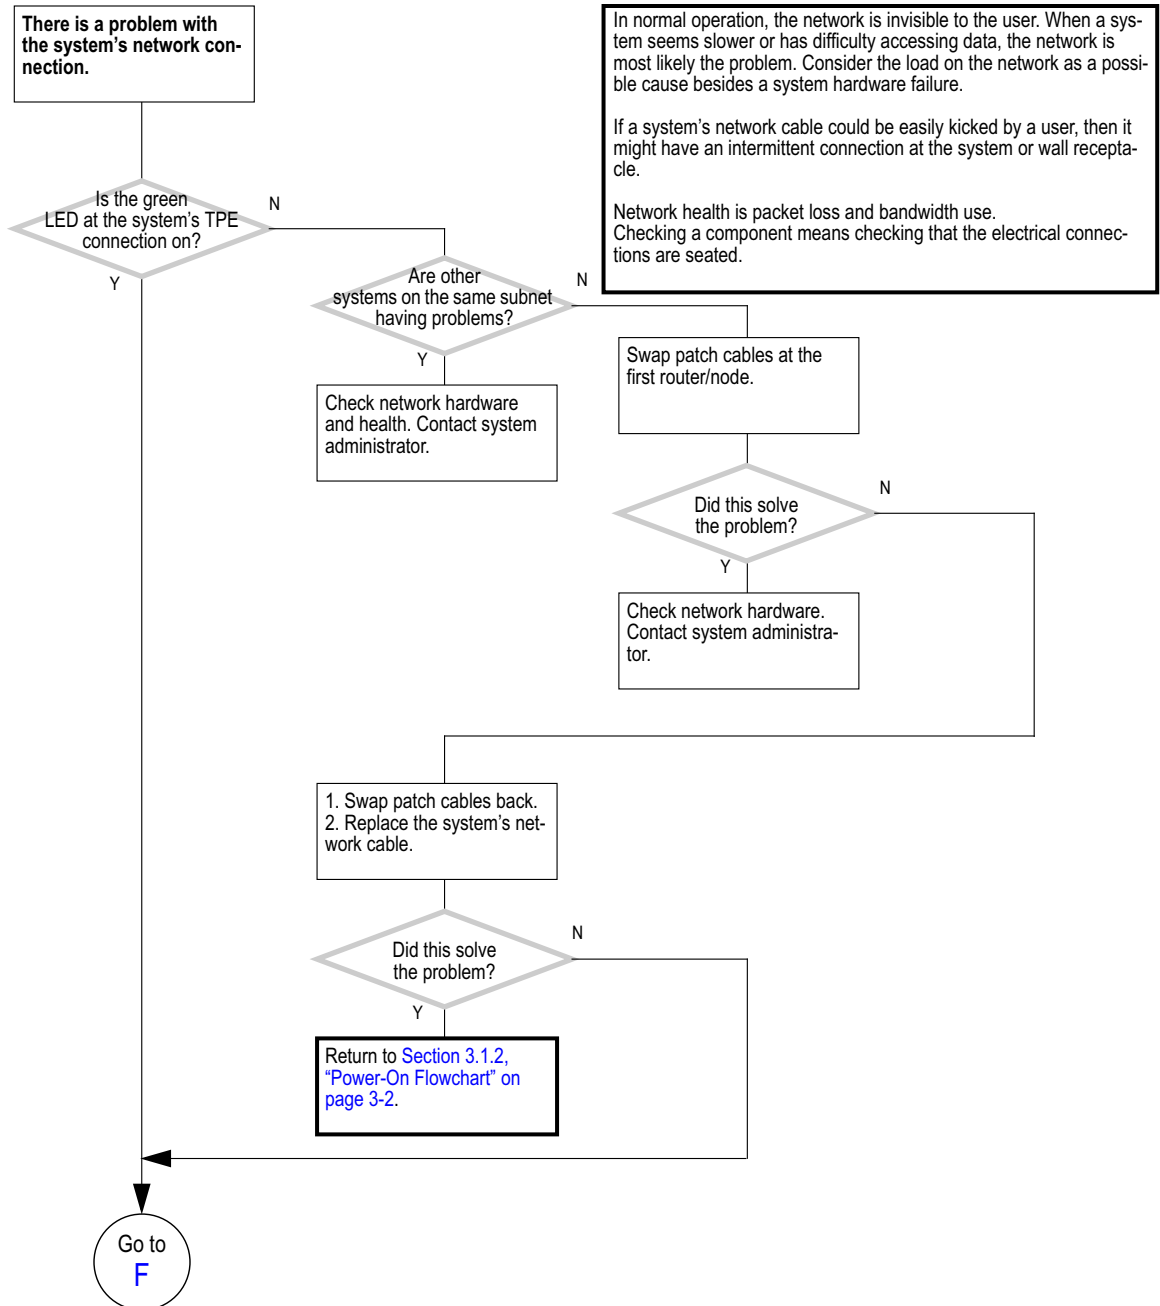 There is a problem with
the system's network con-
nection.
In normal operation, the network is invisible to the user. When a sys-
tem seems slower or has difficulty accessing data, the network is
most likely the problem. Consider the load on the network as a possi-
ble cause besides a system hardware failure.
If a system's network cable could be easily kicked by a user, then it
might have an intermittent connection at the system or wall recepta-
cle.
Network health is packet loss and bandwidth use.
Checking a component means checking that the electrical connec-
tions are seated.
Is the green
LED at the system's TPE
connection on?
N
Y
Are other
systems on the same subnet
having problems?
N
Y
Swap patch cables at the
first router/node.
Check network hardware
and health. Contact system
administrator.
Did this solve
the problem?
N
Y
Check network hardware.
Contact system administra-
tor.
1. Swap patch cables back.
2. Replace the system's net-
work cable.
Did this solve
the problem?
N
Y
Return to Section 3.1.2,
“Power-On Flowchart” on
page 3-2.
Go to
F